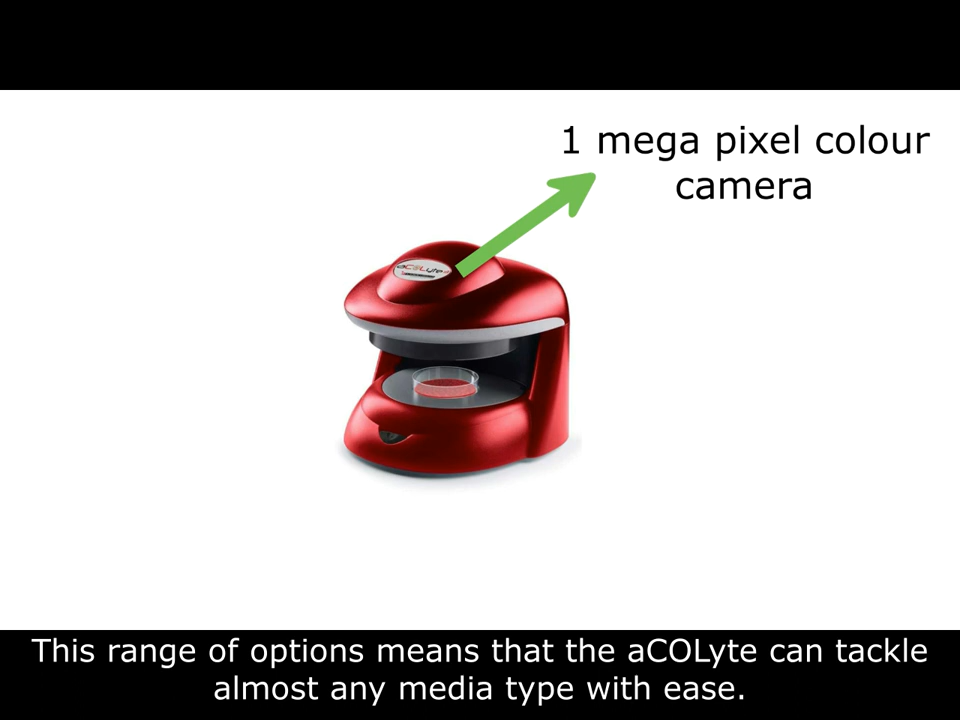 1 mega pixel colour
camera
aCOLyte
This range of options means that the aCOLyte can tackle
almost any media type with ease.